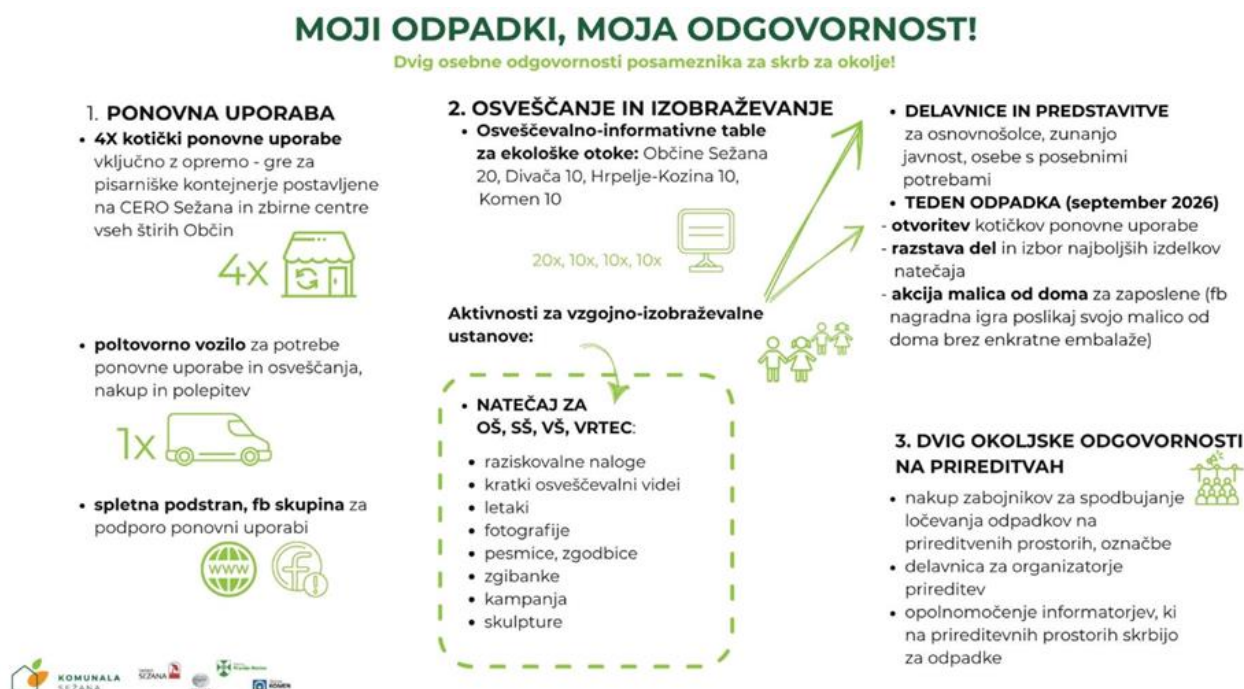 MOJI ODPADKI, MOJA ODGOVORNOST!
Dvig osebne odgovornosti posameznika za skrb za okolje!
1. PONOVNA UPORABA
• 4X kotički ponovne uporabe
vključno z opremo - gre za
pisarniške kontejnerje postavljene
na CERO Sežana in zbirne centre
vseh štirih Občin
4x
• poltovorno vozilo za potrebe
ponovne uporabe in osveščanja,
nakup in polepitev
1x
• spletna podstran, fb skupina za
podporo ponovni uporabi
WWW
2. OSVEŠČANJE IN IZOBRAŽEVANJE
• Osveščevalno-informativne table
za ekološke otoke: Občine Sežana
20, Divača 10, Hrpelje-Kozina 10,
Komen 10
20x, 10x, 10x, 10x
Aktivnosti za vzgojno-izobraževalne
ustanove:
• NATEČAJ ZA
OŠ, SŠ, VŠ, VRTEC:
• raziskovalne naloge
• kratki osveščevalni videi
• letaki
• fotografije
• pesmice, zgodbice
• zgibanke
• kampanja
• skulpture
• DELAVNICE IN PREDSTAVITVE
za osnovnošolce, zunanjo
javnost, osebe s posebnimi
potrebami
• TEDEN ODPADKA (september 2026)
- otvoritev kotičkov ponovne uporabe
- razstava del in izbor najboljših izdelkov
natečaja
- akcija malica od doma za zaposlene (fb
nagradna igra poslikaj svojo malico od
doma brez enkratne embalaže)
3. DVIG OKOLJSKE ODGOVORNOSTI
NA PRIREDITVAH
• nakup zabojnikov za spodbujanje
ločevanja odpadkov na
prireditvenih prostorih, označbe
• delavnica za organizatorje
prireditev
• opolnomočenje informatorjev, ki
na prireditevnih prostorih skrbijo
za odpadke
KOMUNALA
SEŽANA
SEŽANA
KOMEN